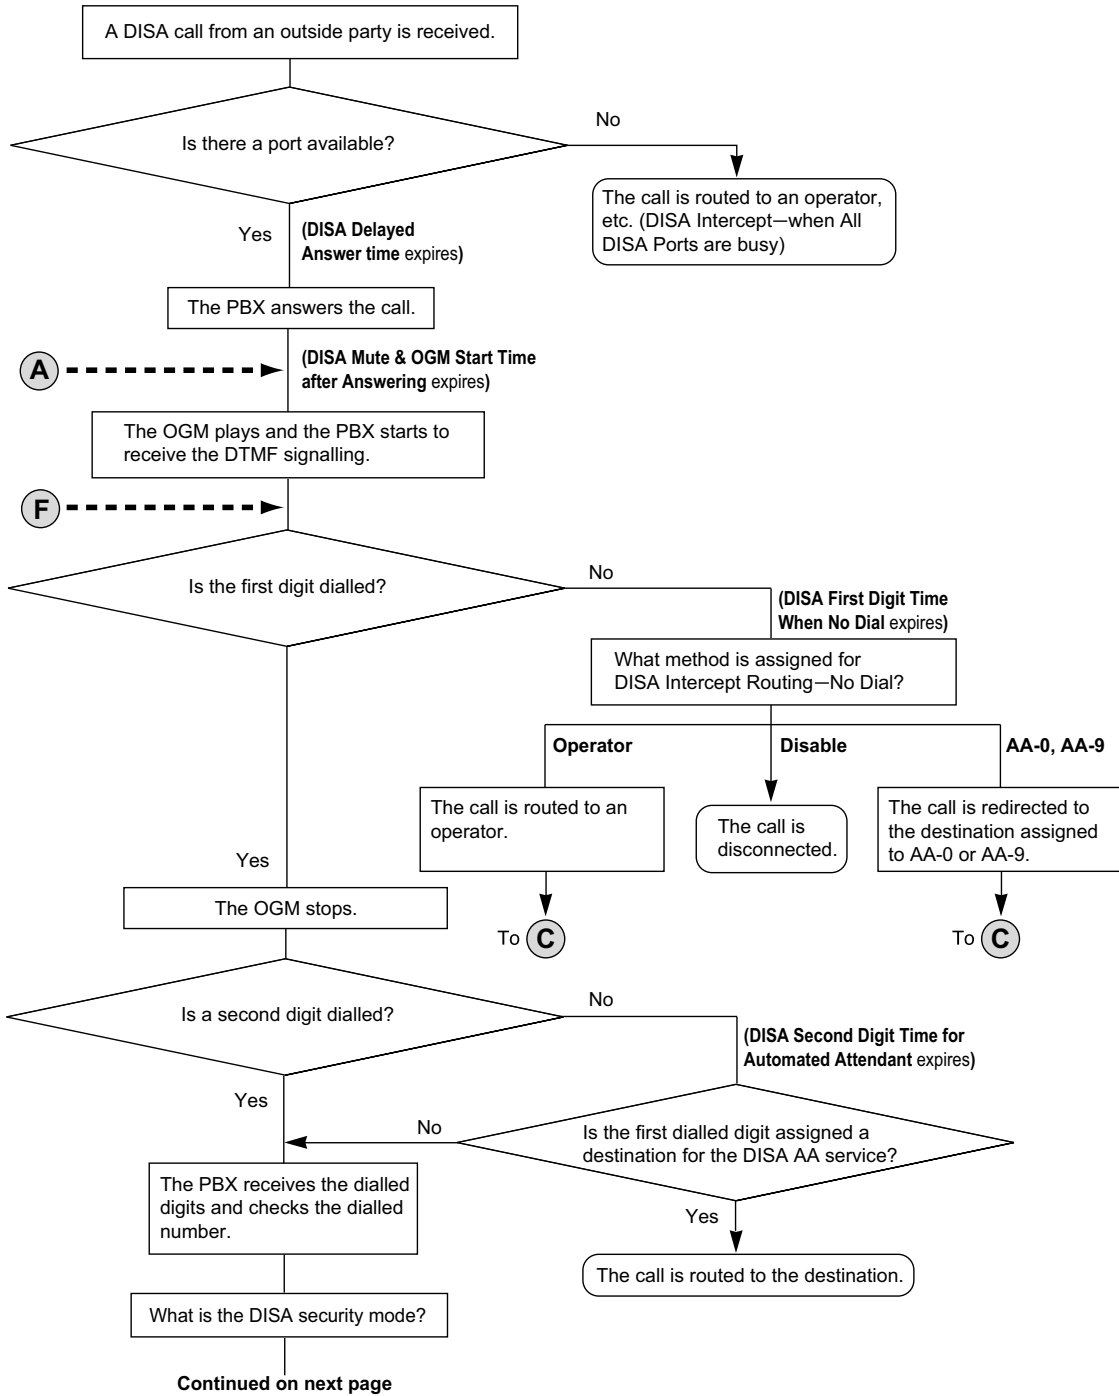 A DISA call from an outside party is received.
Is there a port available?
No
The call is routed to an operator,
etc. (DISA Intercept—when All
DISA Ports are busy)
Yes
(DISA Delayed
Answer time expires)
The PBX answers the call.
A
(DISA Mute & OGM Start Time
after Answering expires)
The OGM plays and the PBX starts to
receive the DTMF signalling.
F
Is the first digit dialled?
No
(DISA First Digit Time
When No Dial expires)
What method is assigned for
DISA Intercept Routing—No Dial?
Operator
Disable
AA-0, AA-9
The call is routed to an
operator.
The call is
disconnected.
The call is redirected to
the destination assigned
to AA-0 or AA-9.
Yes
The OGM stops.
To C
To C
Is a second digit dialled?
No
(DISA Second Digit Time for
Automated Attendant expires)
Yes
No
Is the first dialled digit assigned a
destination for the DISA AA service?
The PBX receives the dialled
digits and checks the dialled
number.
Yes
The call is routed to the destination.
What is the DISA security mode?
Continued on next page